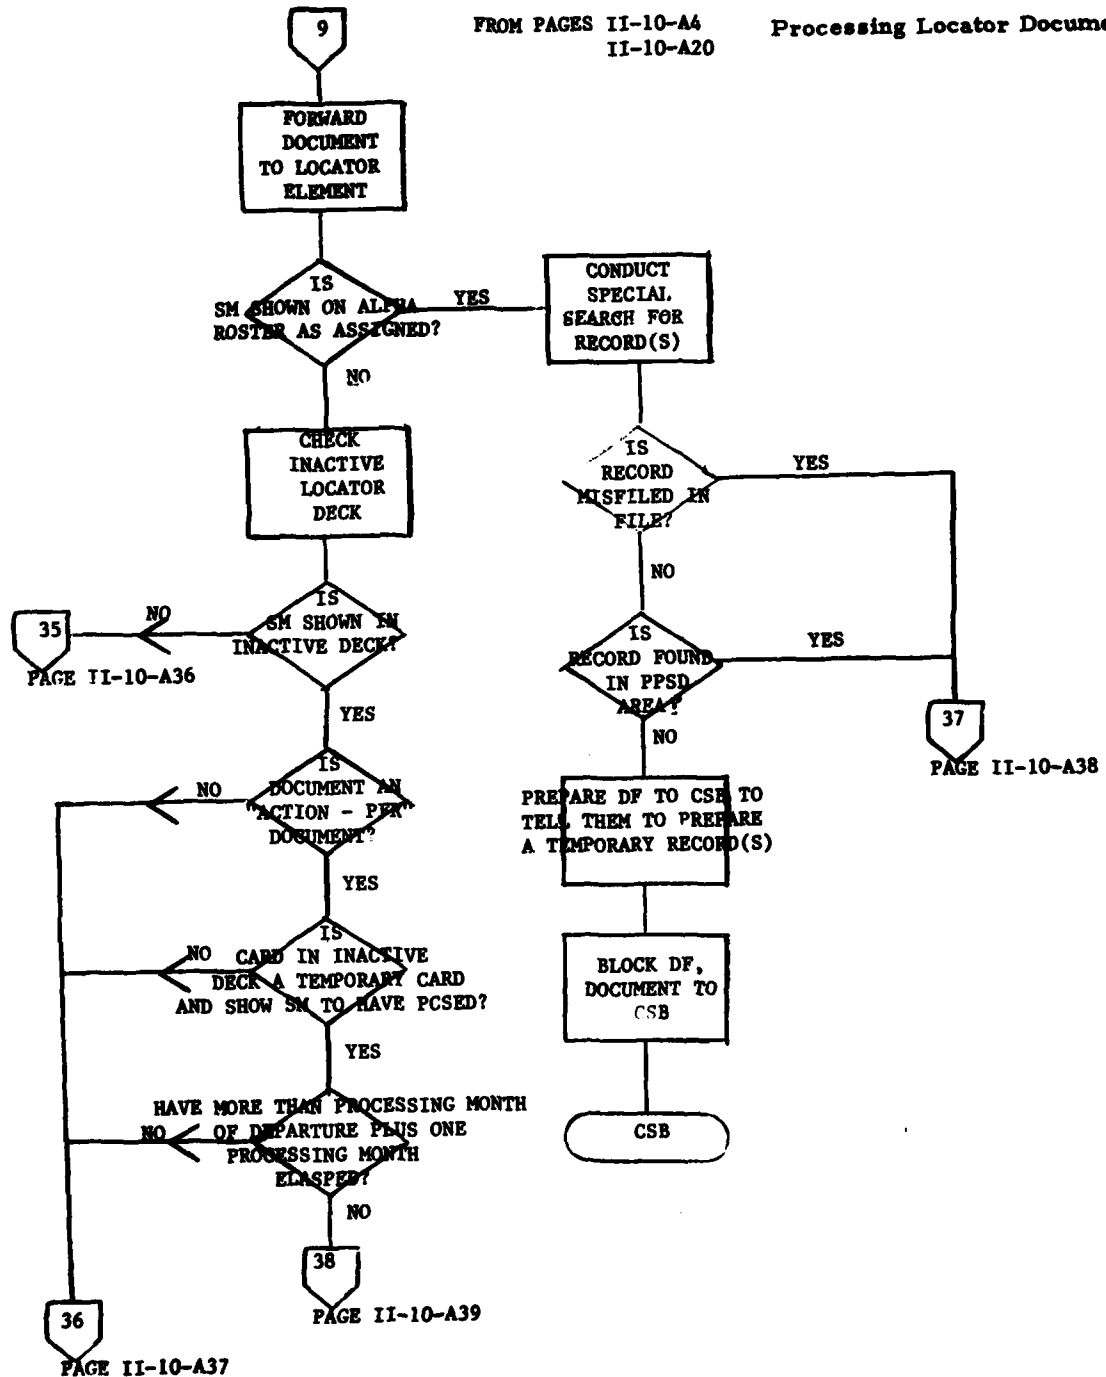 9
FROM PAGES II-10-A4
II-10-A20
Processing Locator Docume
FORWARD
DOCUMENT
TO LOCATOR
ELEMENT
IS
SM SHOWN ON ALPHA
ROSTER AS ASSIGNED?
YES
NO
CONDUCT
SPECIAL
SEARCH FOR
RECORD(S)
CHECK
INACTIVE
LOCATOR
DECK
IS
RECORD
MISFILED IN
FILE?
YES
NO
IS
SM SHOWN IN
INACTIVE DECK?
NO
35
PAGE II-10-A36
YES
IS
RECORD FOUND
IN PPSD
AREA?
YES
NO
37
PAGE II-10-A38
IS
DOCUMENT AN
"ACTION - PFR"
DOCUMENT?
NO
YES
PREPARE DF TO CSB TO
TELL THEM TO PREPARE
A TEMPORARY RECORD(S)
IS
CARD IN INACTIVE
DECK A TEMPORARY CARD
AND SHOW SM TO HAVE PCSED?
NO
YES
BLOCK DF,
DOCUMENT TO
CSB
HAVE MORE THAN PROCESSING MONTH
OF DEPARTURE PLUS ONE
PROCESSING MONTH
ELASPED?
NO
NO
CSB
38
PAGE II-10-A39
36
PAGE II-10-A37